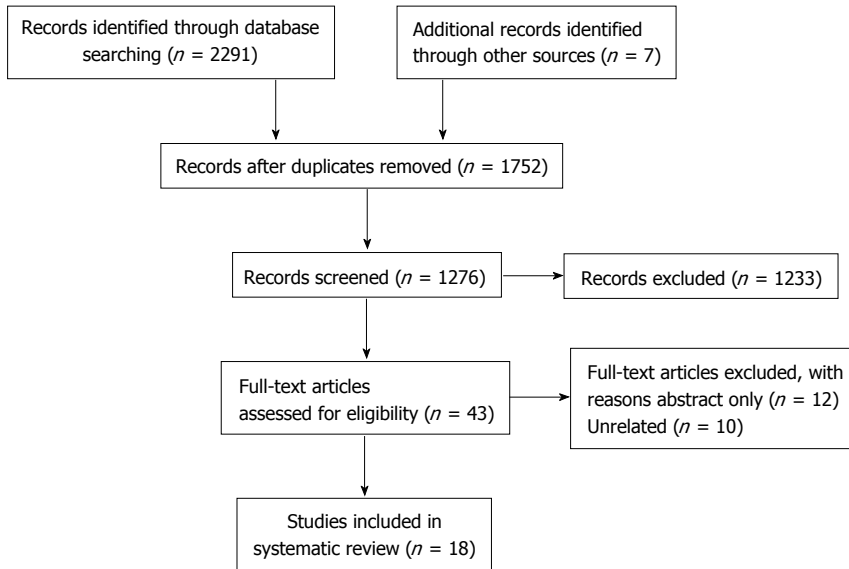 Records identified through database
searching (n = 2291)
Additional records identified
through other sources (n = 7)
Records after duplicates removed (n = 1752)
Records screened (n = 1276)
Records excluded (n = 1233)
Full-text articles
assessed for eligibility (n = 43)
Full-text articles excluded, with
reasons abstract only (n = 12)
Unrelated (n = 10)
Studies included in
systematic review (n = 18)